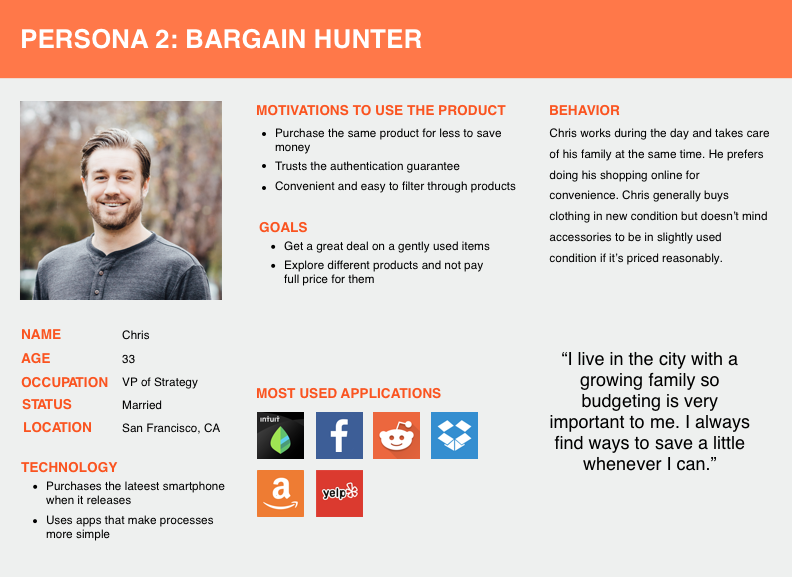 PERSONA 2: BARGAIN HUNTER
MOTIVATIONS TO USE THE PRODUCT
• Purchase the same product for less to save
money
• Trusts the authentication guarantee
• Convenient and easy to filter through products
GOALS
• Get a great deal on a gently used items
• Explore different products and not pay
full price for them
BEHAVIOR
Chris works during the day and takes care
of his family at the same time. He prefers
doing his shopping online for
convenience. Chris generally buys
clothing in new condition but doesn't mind
accessories to be in slightly used
condition if it's priced reasonably.
NAME Chris
AGE 33
OCCUPATION VP of Strategy
STATUS Married
LOCATION San Francisco, CA
TECHNOLOGY
• Purchases the lateest smartphone
when it releases
• Uses apps that make processes
more simple
MOST USED APPLICATIONS
intuit
f
a
yelp
“I live in the city with a
growing family so
budgeting is very
important to me. I always
find ways to save a little
whenever I can.”